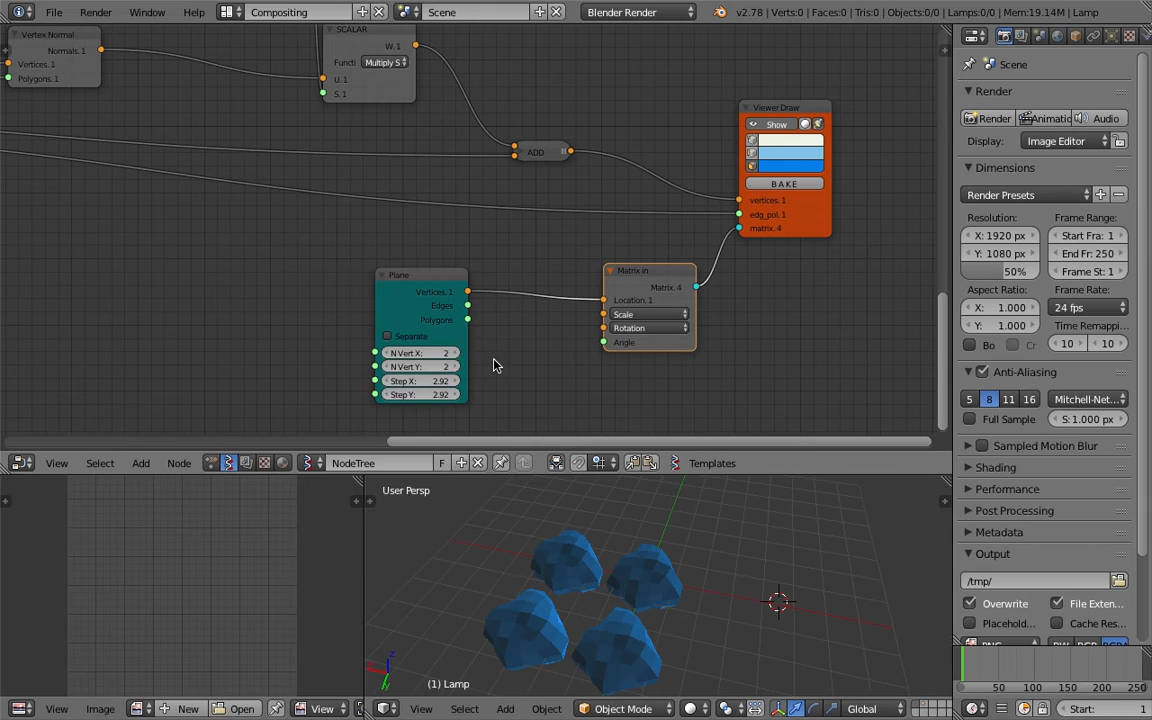 File Render Window Help Compositing Scene Blender Render v2.78 | Verts:0 | Faces:0 | Tris:0 | Objects:0/0 | Lamps:0/0 | Mem:19.14M | Lamp
Vertex Normal
Normals. 1
Vertices. 1
Polygons. 1
SCALAR
W. 1
Functi Multiply S
U. 1
S. 1
ADD
Viewer Draw
Show
BAKE
vertices. 1
edg_pol. 1
matrix. 4
Plane
Vertices. 1
Edges
Polygons
Separate
N Vert X: 2
N Vert Y: 2
Step X: 2.92
Step Y: 2.92
Matrix in
Matrix. 4
Location. 1
Scale
Rotation
Angle
View Select Add Node NodeTree F Templates
User Persp
(1) Lamp
View Image New Open View
View Select Add Object Object Mode Global
Scene
Render
Render Animatic Audio
Display: Image Editor
Dimensions
Render Presets
Resolution: Frame Range:
X: 1920 px Start Fra: 1
Y: 1080 px End Fr: 250
50% Frame St: 1
Aspect Ratio: Frame Rate:
X: 1.000 24 fps
Y: 1.000 Time Remappi...
Bo Cr 10 10
Anti-Aliasing
5 8 11 16 Mitchell-Net...
Full Sample S: 1.000 px
Sampled Motion Blur
Shading
Performance
Post Processing
Metadata
Output
/tmp/
Overwrite File Exten...
Placehold... Cache Res...
50 100 150 200 250
Start: 1